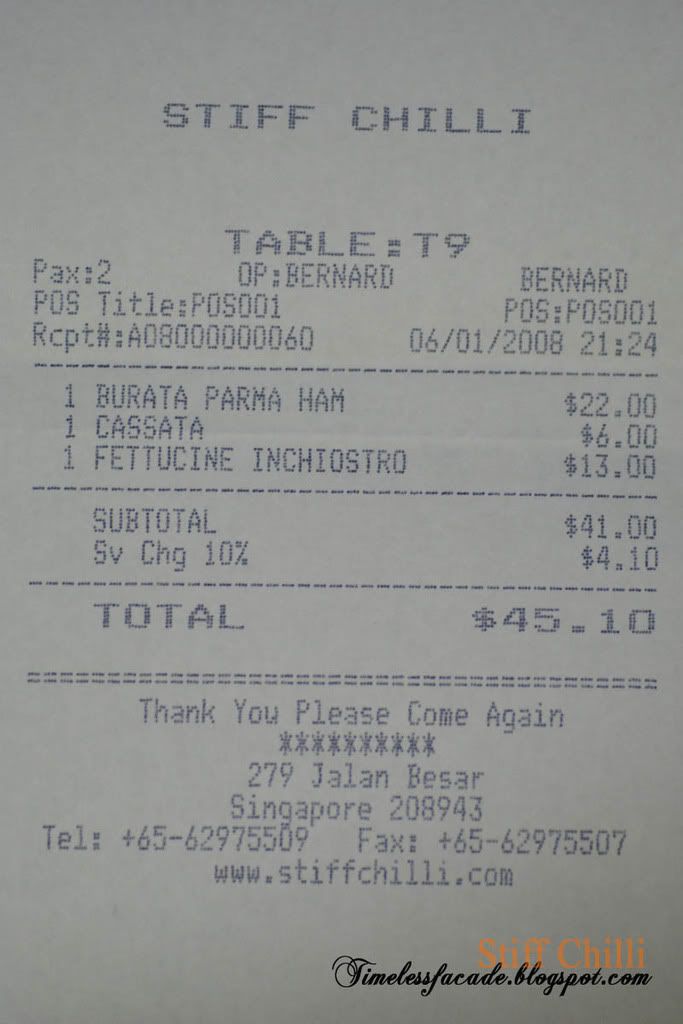 STIFF CHILLI
TABLE:T9
Pax:2 OP:BERNARD BERNARD
POS Title:POS001 POS:POS001
Rcpt#:A08000000060 06/01/2008 21:24
1 BURATA PARMA HAM $22.00
1 CASSATA $6.00
1 FETTUCINE INCHIOSTRO $13.00
SUBTOTAL $41.00
Sv Chg 10% $4.10
TOTAL $45.10
Thank You Please Come Again
**********
279 Jalan Besar
Singapore 208943
Tel: +65-62975509 Fax: +65-62975507
www.stiffchilli.com
Stiff Chilli
Timelessfacade.blogspot.com